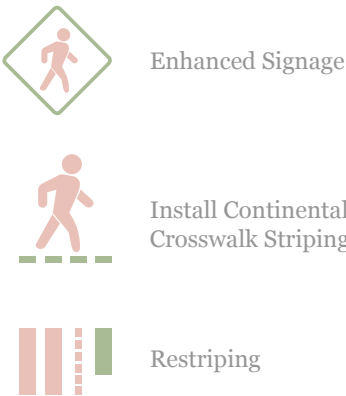 Enhanced Signage
Install Continental
Crosswalk Striping
Restriping